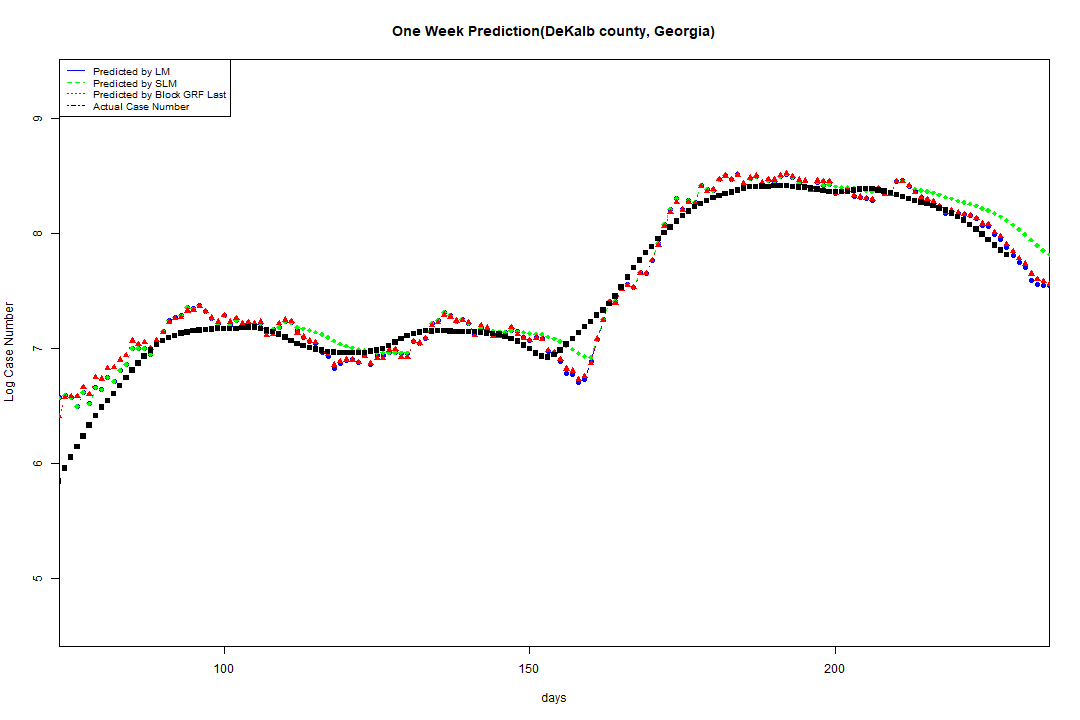 One Week Prediction(DeKalb county, Georgia)
Predicted by LM
Predicted by SLM
Predicted by Block GRF Last
Actual Case Number
9
8
7
6
5
Log Case Number
100 150 200
days